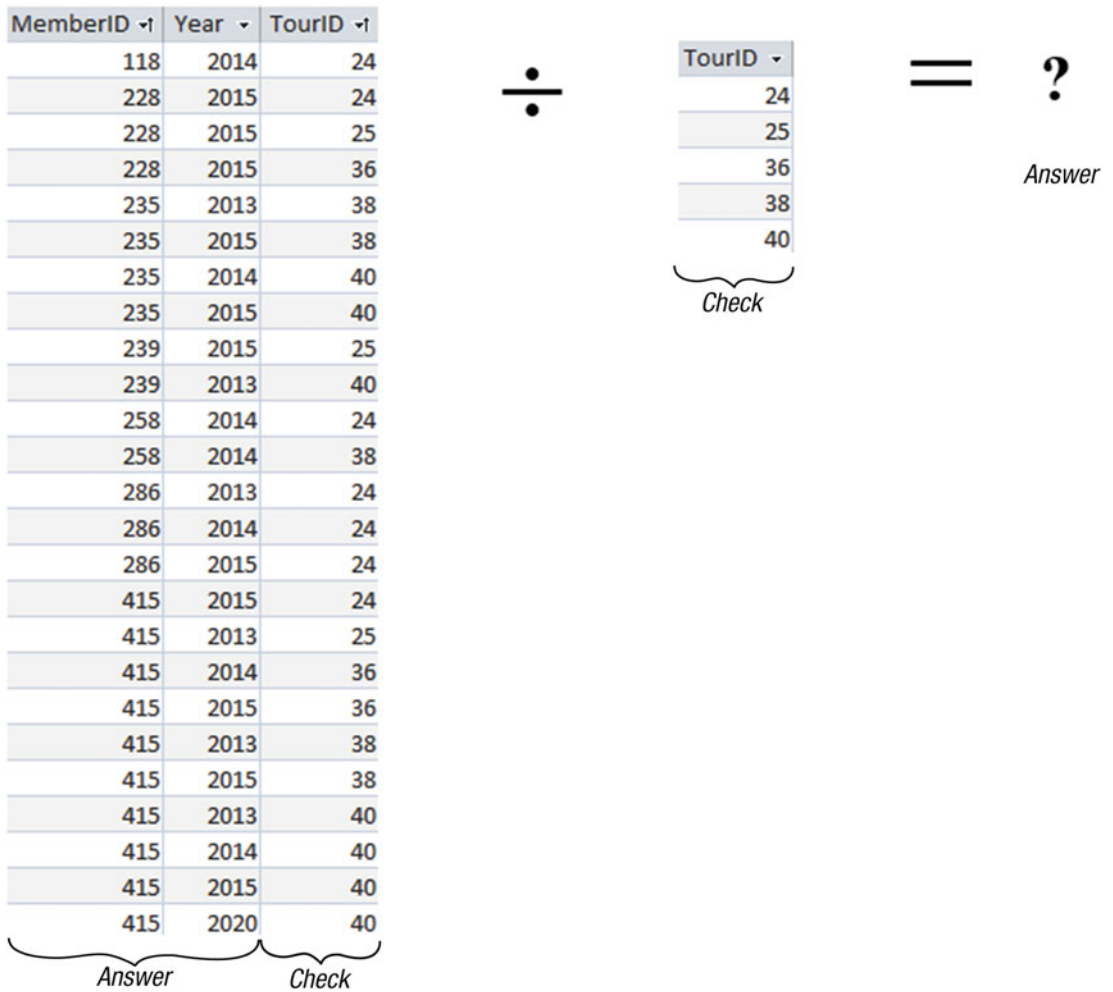 MemberID Year TourID
118 2014 24
228 2015 24
228 2015 25
228 2015 36
235 2013 38
235 2015 38
235 2014 40
235 2015 40
239 2015 25
239 2013 40
258 2014 24
258 2014 38
286 2013 24
286 2014 24
286 2015 24
415 2015 24
415 2013 25
415 2014 36
415 2015 36
415 2013 38
415 2015 38
415 2013 40
415 2014 40
415 2015 40
415 2020 40
Answer Check
÷
TourID
24
25
36
38
40
Check
= ?
Answer